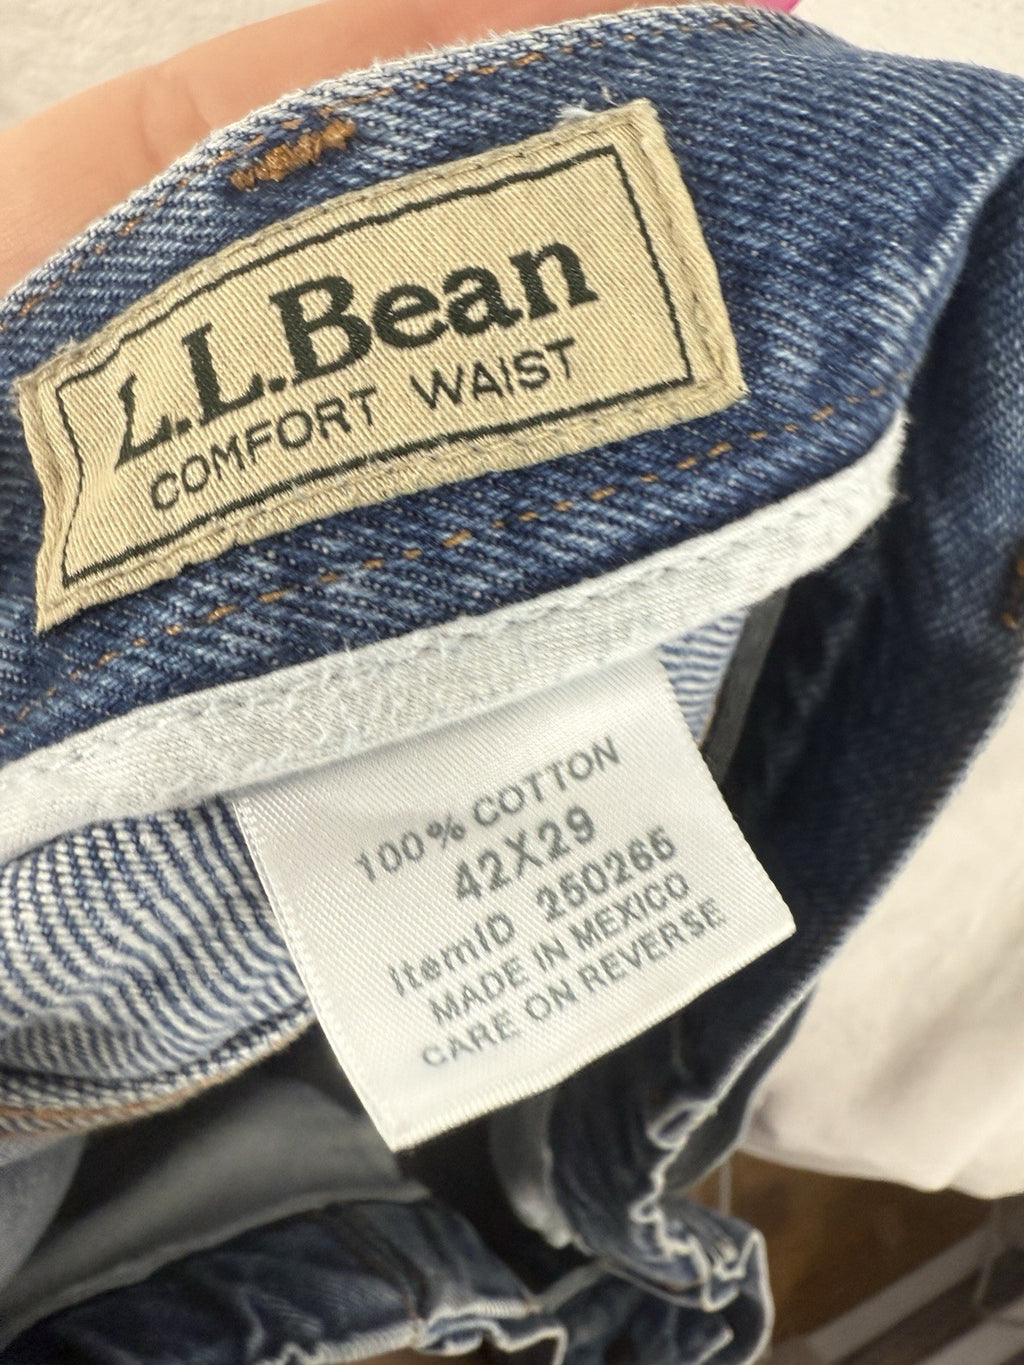 L.L.Bean
COMFORT WAIST
100% COTTON
42X29
ItemID 250266
MADE IN MEXICO
CARE ON REVERSE